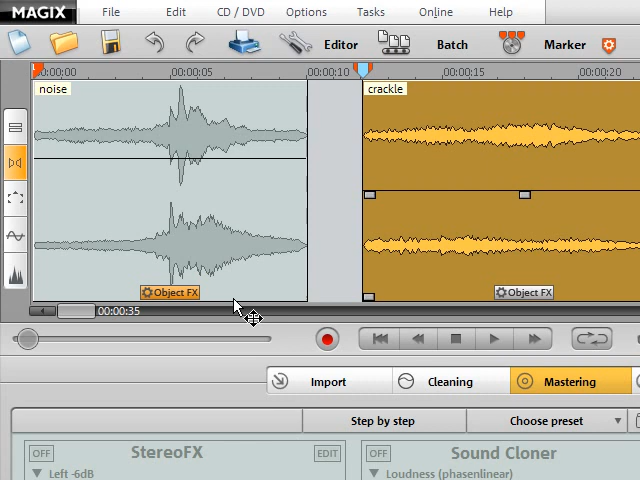 MAGIX File Edit CD / DVD Options Tasks Online Help
Editor Batch Marker
00:00:00 00:00:05 00:00:10 00:00:15 00:00:20
noise crackle
Object FX Object FX
00:00:35
Import Cleaning Mastering
Step by step Choose preset
OFF StereoFX EDIT OFF Sound Cloner
Left -6dB Loudness (phasenlinear)